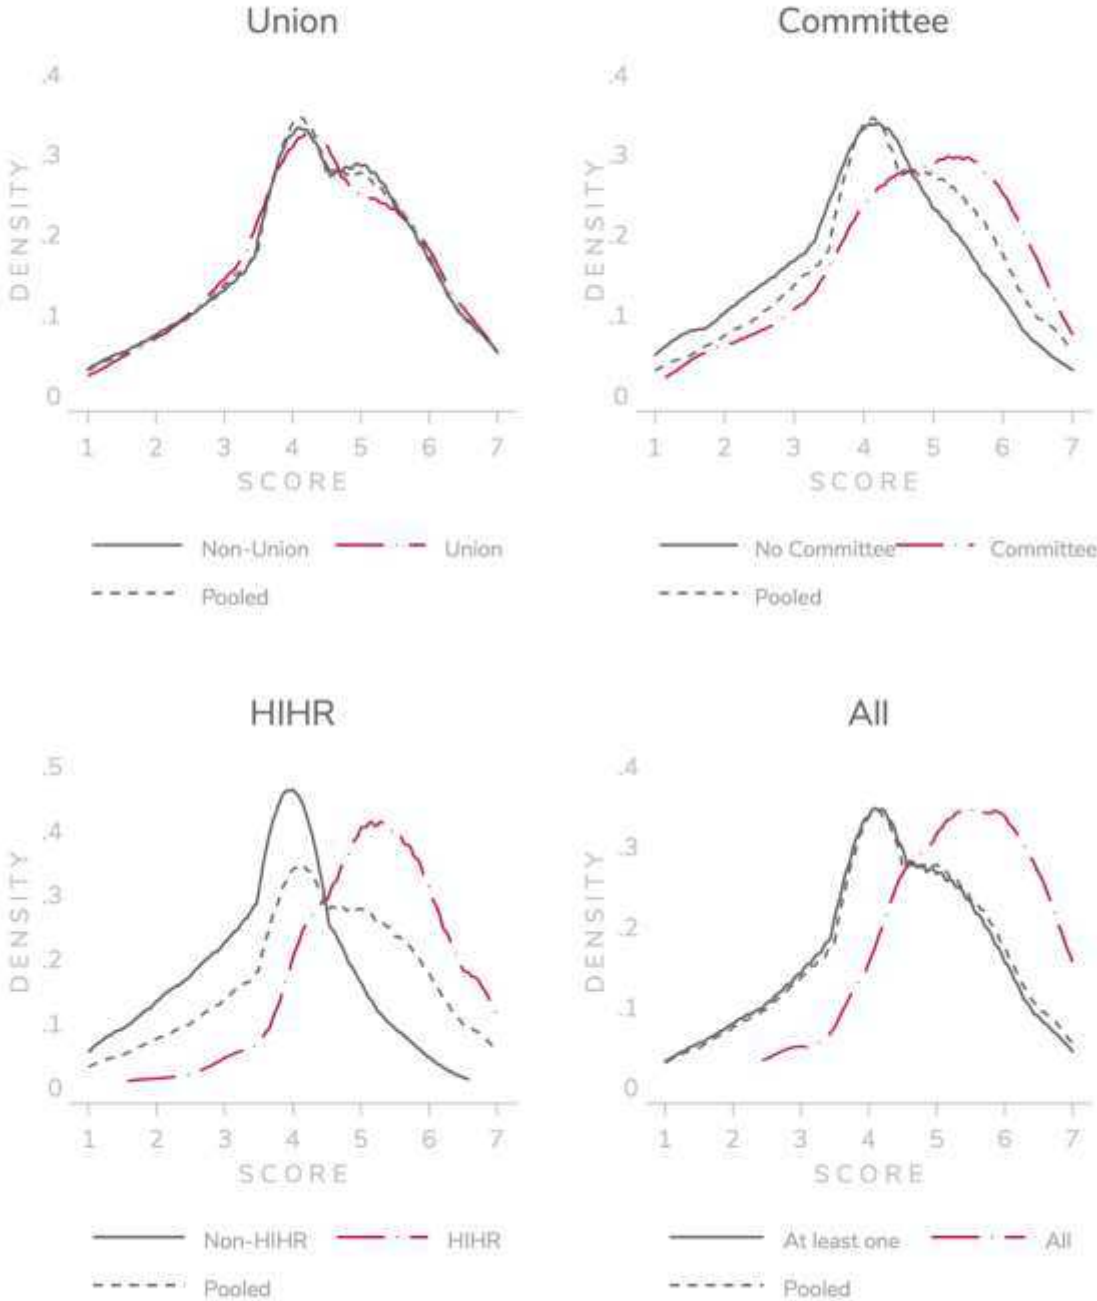 Union
Committee
.4
.3
.2
.1
0
DENSITY
1 2 3 4 5 6 7
SCORE
Non-Union Union
Pooled
.4
.3
.2
.1
0
DENSITY
1 2 3 4 5 6 7
SCORE
No Committee Committee
Pooled
HIHR
All
.5
.4
.3
.2
.1
0
DENSITY
1 2 3 4 5 6 7
SCORE
Non-HIHR HIHR
Pooled
.4
.3
.2
.1
0
DENSITY
1 2 3 4 5 6 7
SCORE
At least one All
Pooled